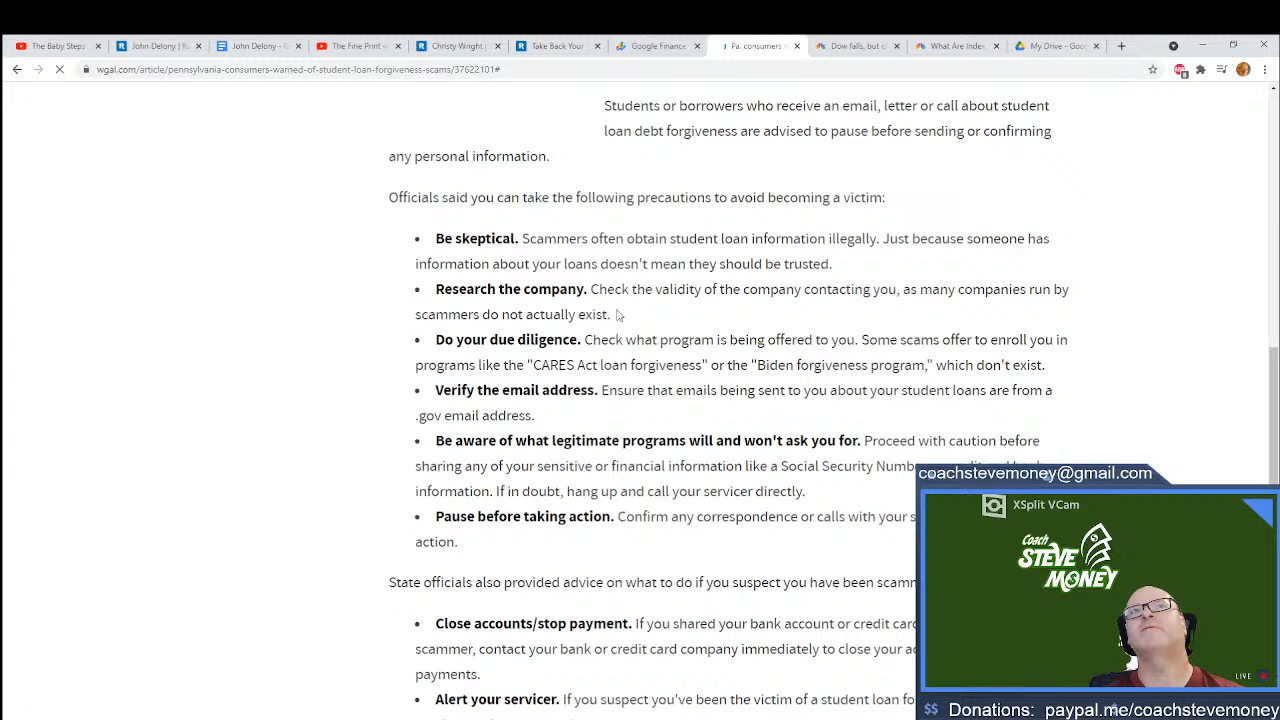 The Baby Steps
John Delony | R
John Delony - G
The Fine Print v
Christy Wright |
Take Back Your
Google Finance
Pa. consumers
Dow falls, but
What Are Index
My Drive - Goog
wgal.com/article/pennsylvania-consumers-warned-of-student-loan-forgiveness-scams/37622101#
Students or borrowers who receive an email, letter or call about student
loan debt forgiveness are advised to pause before sending or confirming
any personal information.
Officials said you can take the following precautions to avoid becoming a victim:
• Be skeptical. Scammers often obtain student loan information illegally. Just because someone has
information about your loans doesn't mean they should be trusted.
• Research the company. Check the validity of the company contacting you, as many companies run by
scammers do not actually exist.
• Do your due diligence. Check what program is being offered to you. Some scams offer to enroll you in
programs like the "CARES Act loan forgiveness" or the "Biden forgiveness program," which don't exist.
• Verify the email address. Ensure that emails being sent to you about your student loans are from a
.gov email address.
• Be aware of what legitimate programs will and won't ask you for. Proceed with caution before
sharing any of your sensitive or financial information like a Social Security Num
information. If in doubt, hang up and call your servicer directly.
• Pause before taking action. Confirm any correspondence or calls with your s
action.
State officials also provided advice on what to do if you suspect you have been scamm
• Close accounts/stop payment. If you shared your bank account or credit card
scammer, contact your bank or credit card company immediately to close your ac
payments.
• Alert your servicer. If you suspect you've been the victim of a student loan fo
coachstevemoney@gmail.com
XSplit VCam
Coach
STEVE
MONEY
LIVE
$$ Donations: paypal.me/coachstevemoney